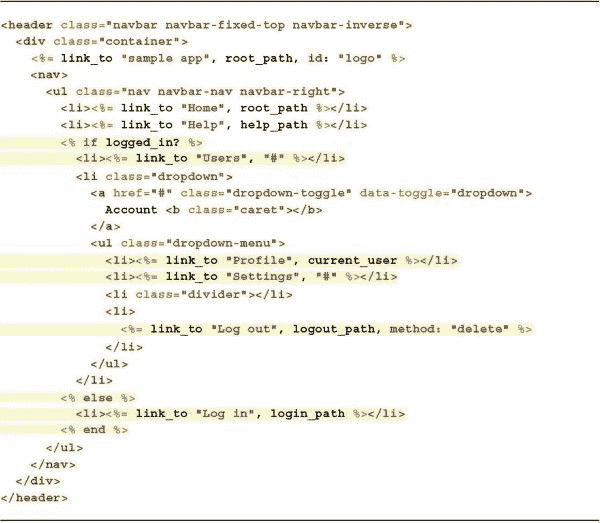 <header class="navbar navbar-fixed-top navbar-inverse">
  <div class="container">
    <%= link_to "sample app", root_path, id: "logo" %>
    <nav>
      <ul class="nav navbar-nav navbar-right">
        <li><%= link_to "Home", root_path %></li>
        <li><%= link_to "Help", help_path %></li>
        <% if logged_in? %>
          <li><%= link_to "Users", "#" %></li>
          <li class="dropdown">
            <a href="#" class="dropdown-toggle" data-toggle="dropdown">
              Account <b class="caret"></b>
            </a>
            <ul class="dropdown-menu">
              <li><%= link_to "Profile", current_user %></li>
              <li><%= link_to "Settings", "#" %></li>
              <li class="divider"></li>
              <li>
                <%= link_to "Log out", logout_path, method: "delete" %>
              </li>
            </ul>
          </li>
        <% else %>
          <li><%= link_to "Log in", login_path %></li>
        <% end %>
      </ul>
    </nav>
  </div>
</header>